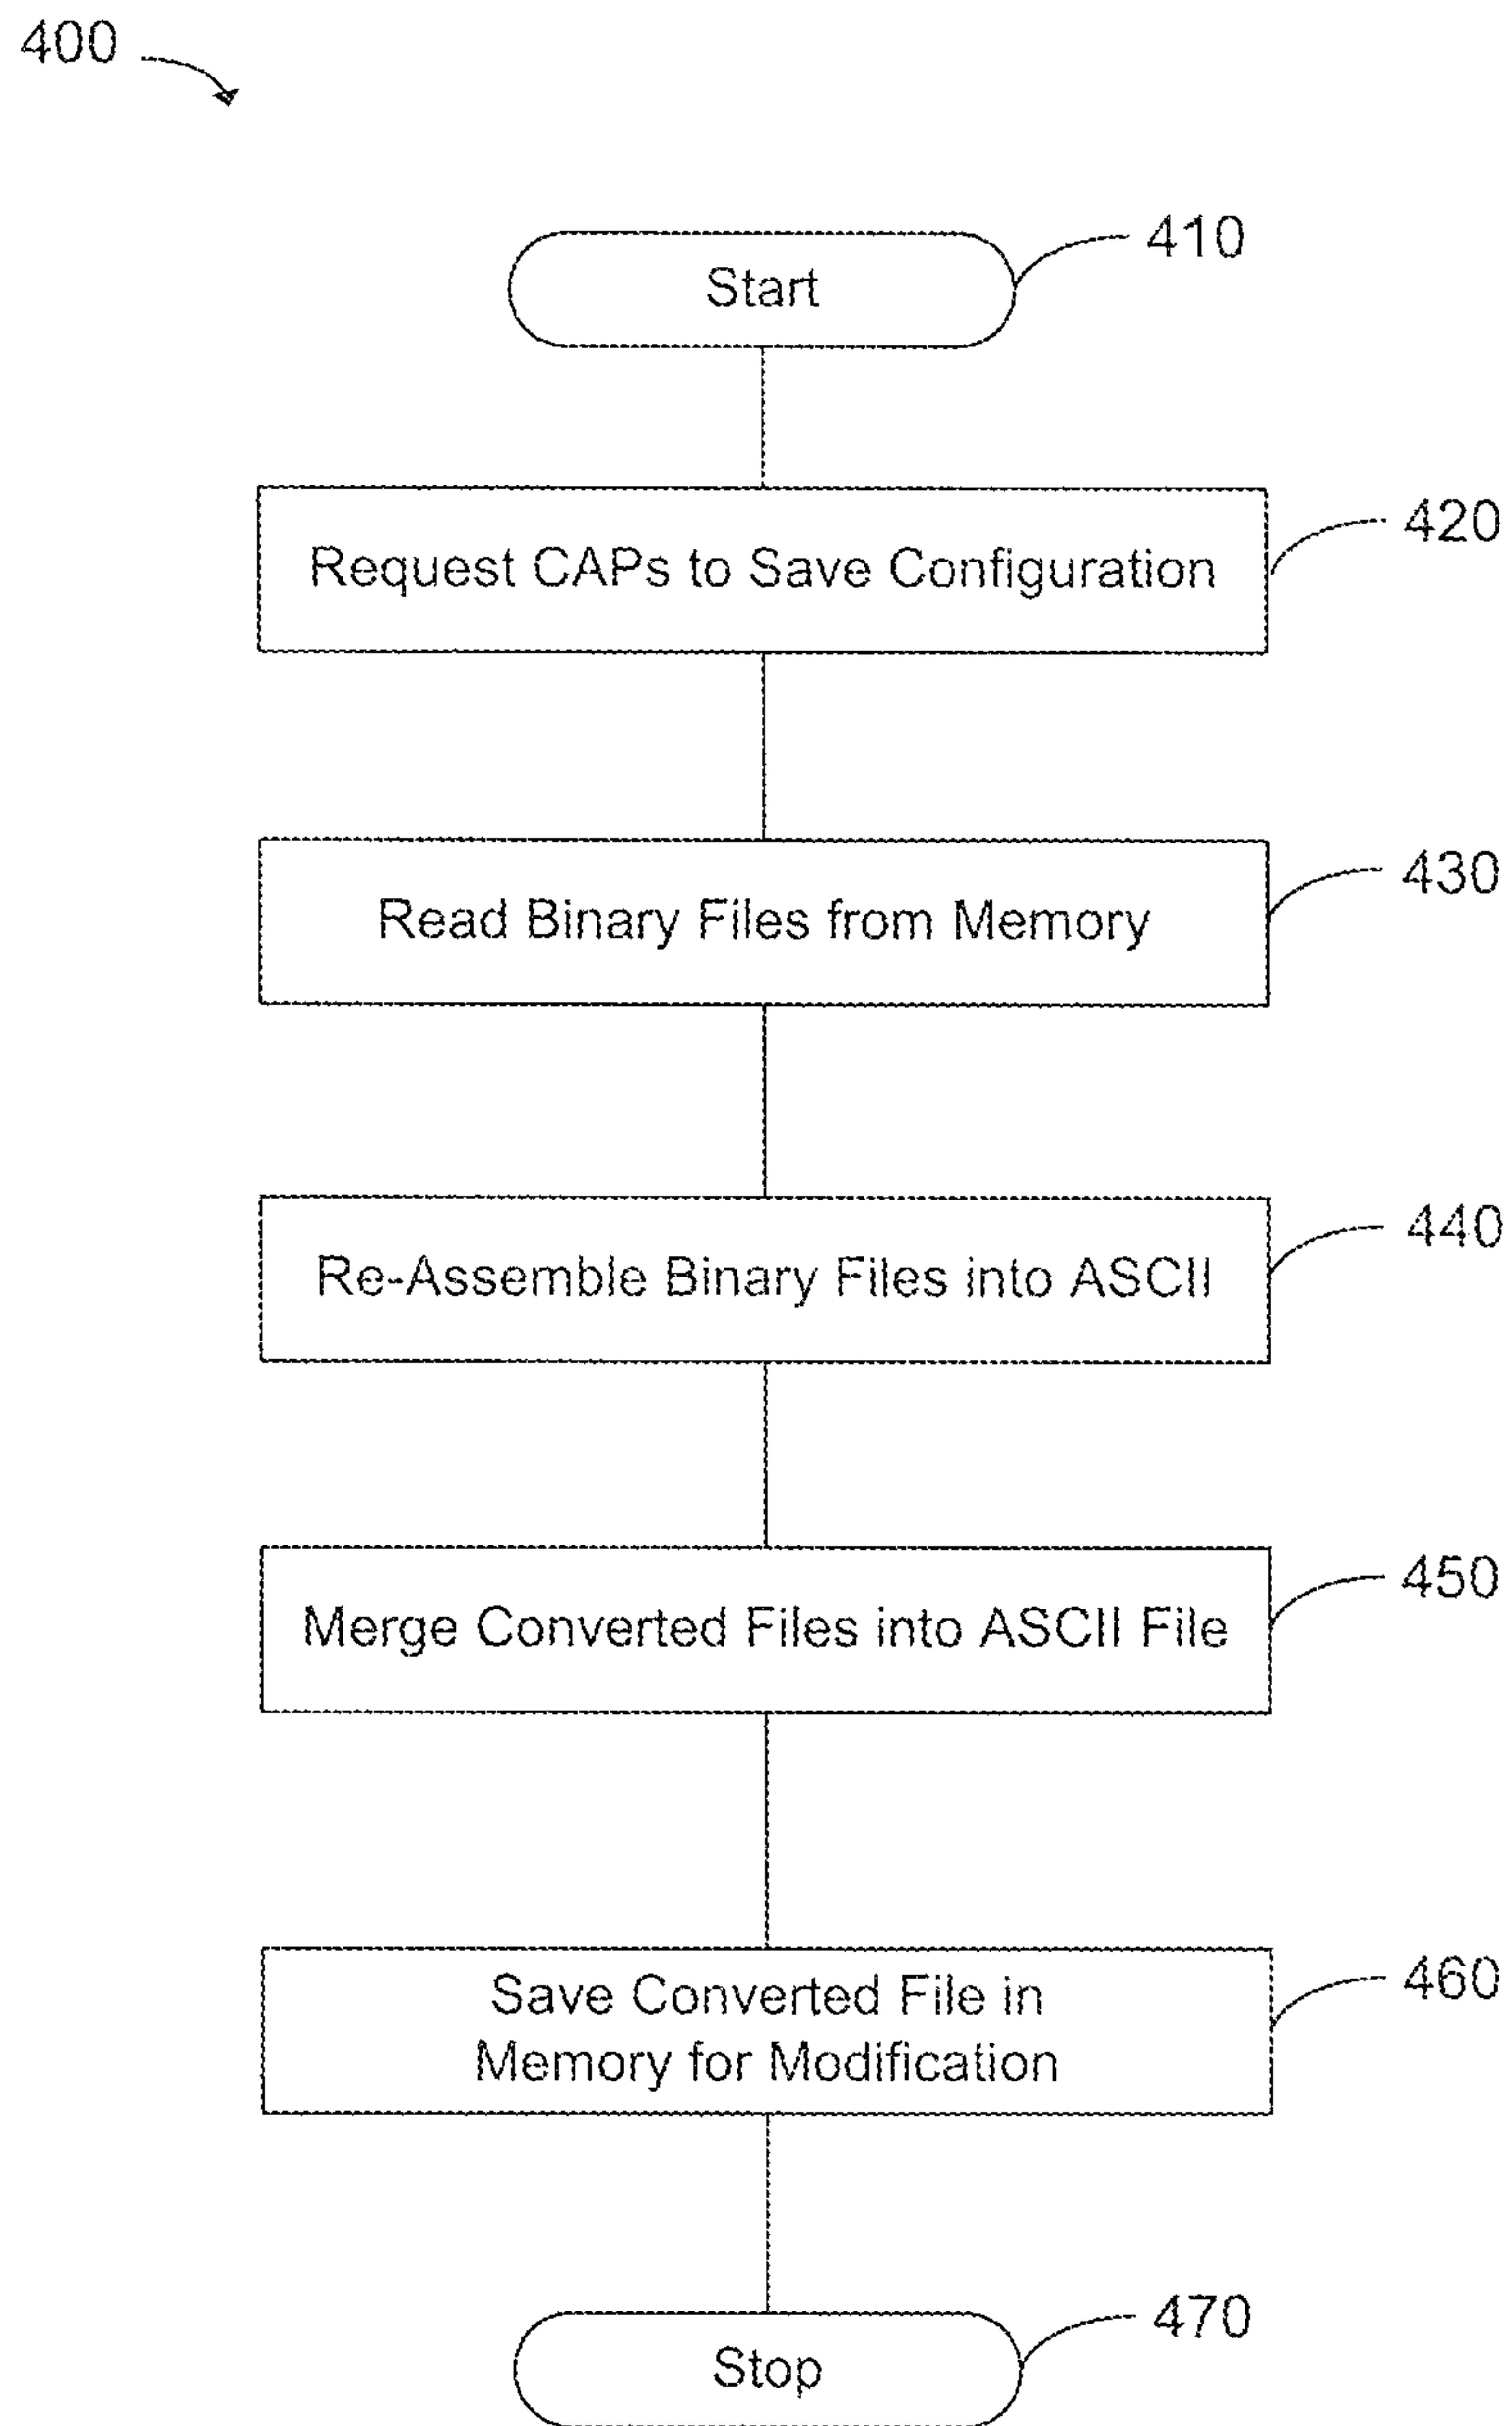 400
410
Start
420
Request CAPs to Save Configuration
430
Read Binary Files from Memory
440
Re-Assemble Binary Files into ASCII
450
Merge Converted Files into ASCII File
460
Save Converted File in
Memory for Modification
470
Stop